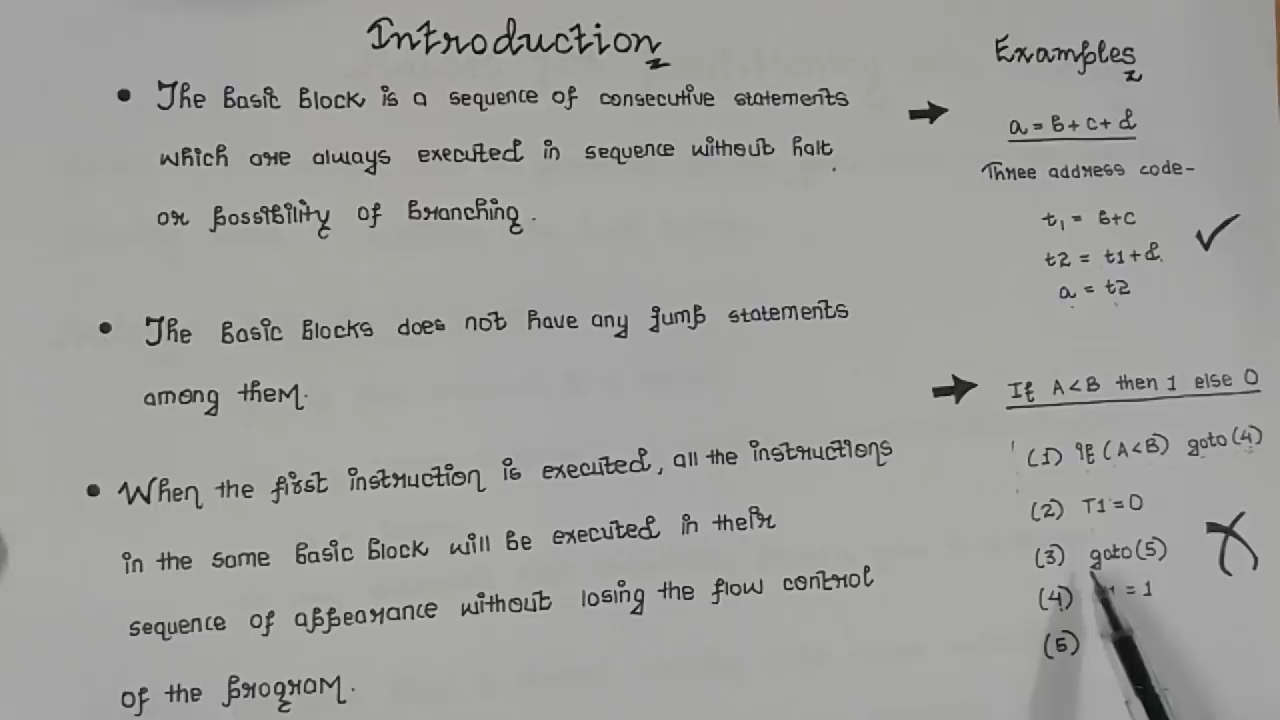 Introduction
• The Basic Block is a sequence of consecutive statements
which are always executed in sequence without halt
or possibility of Branching.
• The Basic Blocks does not have any jump statements
among them.
• When the first instruction is executed, all the instructions
in the same Basic Block will be executed in their
sequence of appearance without losing the flow control
of the program.
Examples
→ a = b + c + d
Three address code-
t1 = b+c
t2 = t1+d
a = t2
→ If A<B then 1 else 0
(1) if (A<B) goto(4)
(2) T1=0
(3) goto(5)
(4) = 1
(5)